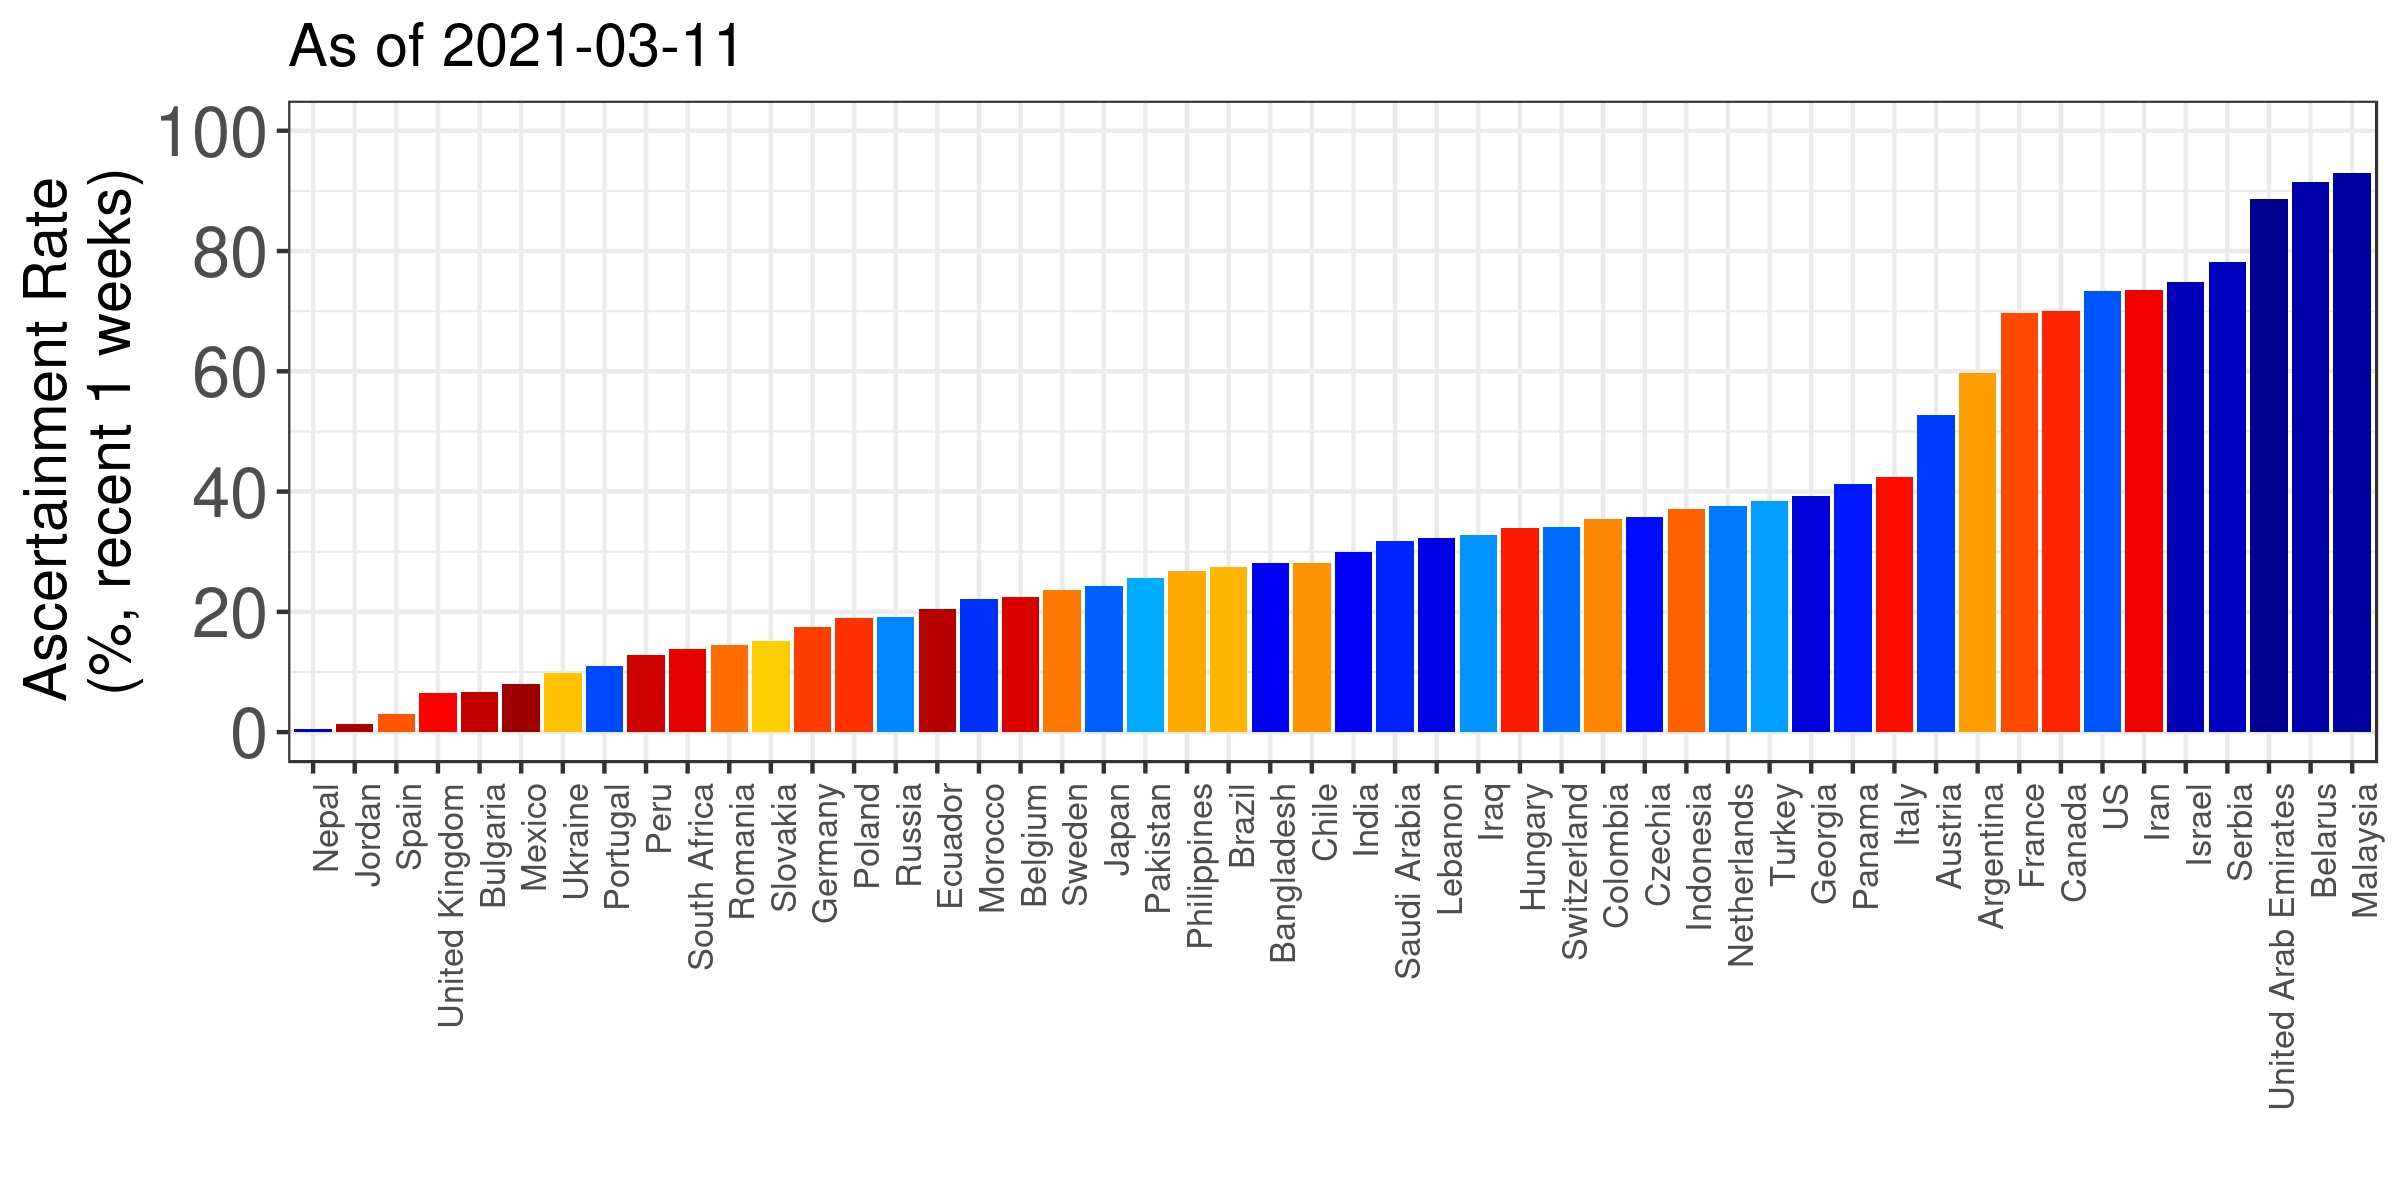 As of 2021-03-11
Ascertainment Rate
(%, recent 1 weeks)
100
80
60
40
20
0
Nepal
Jordan
Spain
United Kingdom
Bulgaria
Mexico
Ukraine
Portugal
Peru
South Africa
Romania
Slovakia
Germany
Poland
Russia
Ecuador
Morocco
Belgium
Sweden
Japan
Pakistan
Philippines
Brazil
Bangladesh
Chile
India
Saudi Arabia
Lebanon
Iraq
Hungary
Switzerland
Colombia
Czechia
Indonesia
Netherlands
Turkey
Georgia
Panama
Italy
Austria
Argentina
France
Canada
US
Iran
Israel
Serbia
United Arab Emirates
Belarus
Malaysia